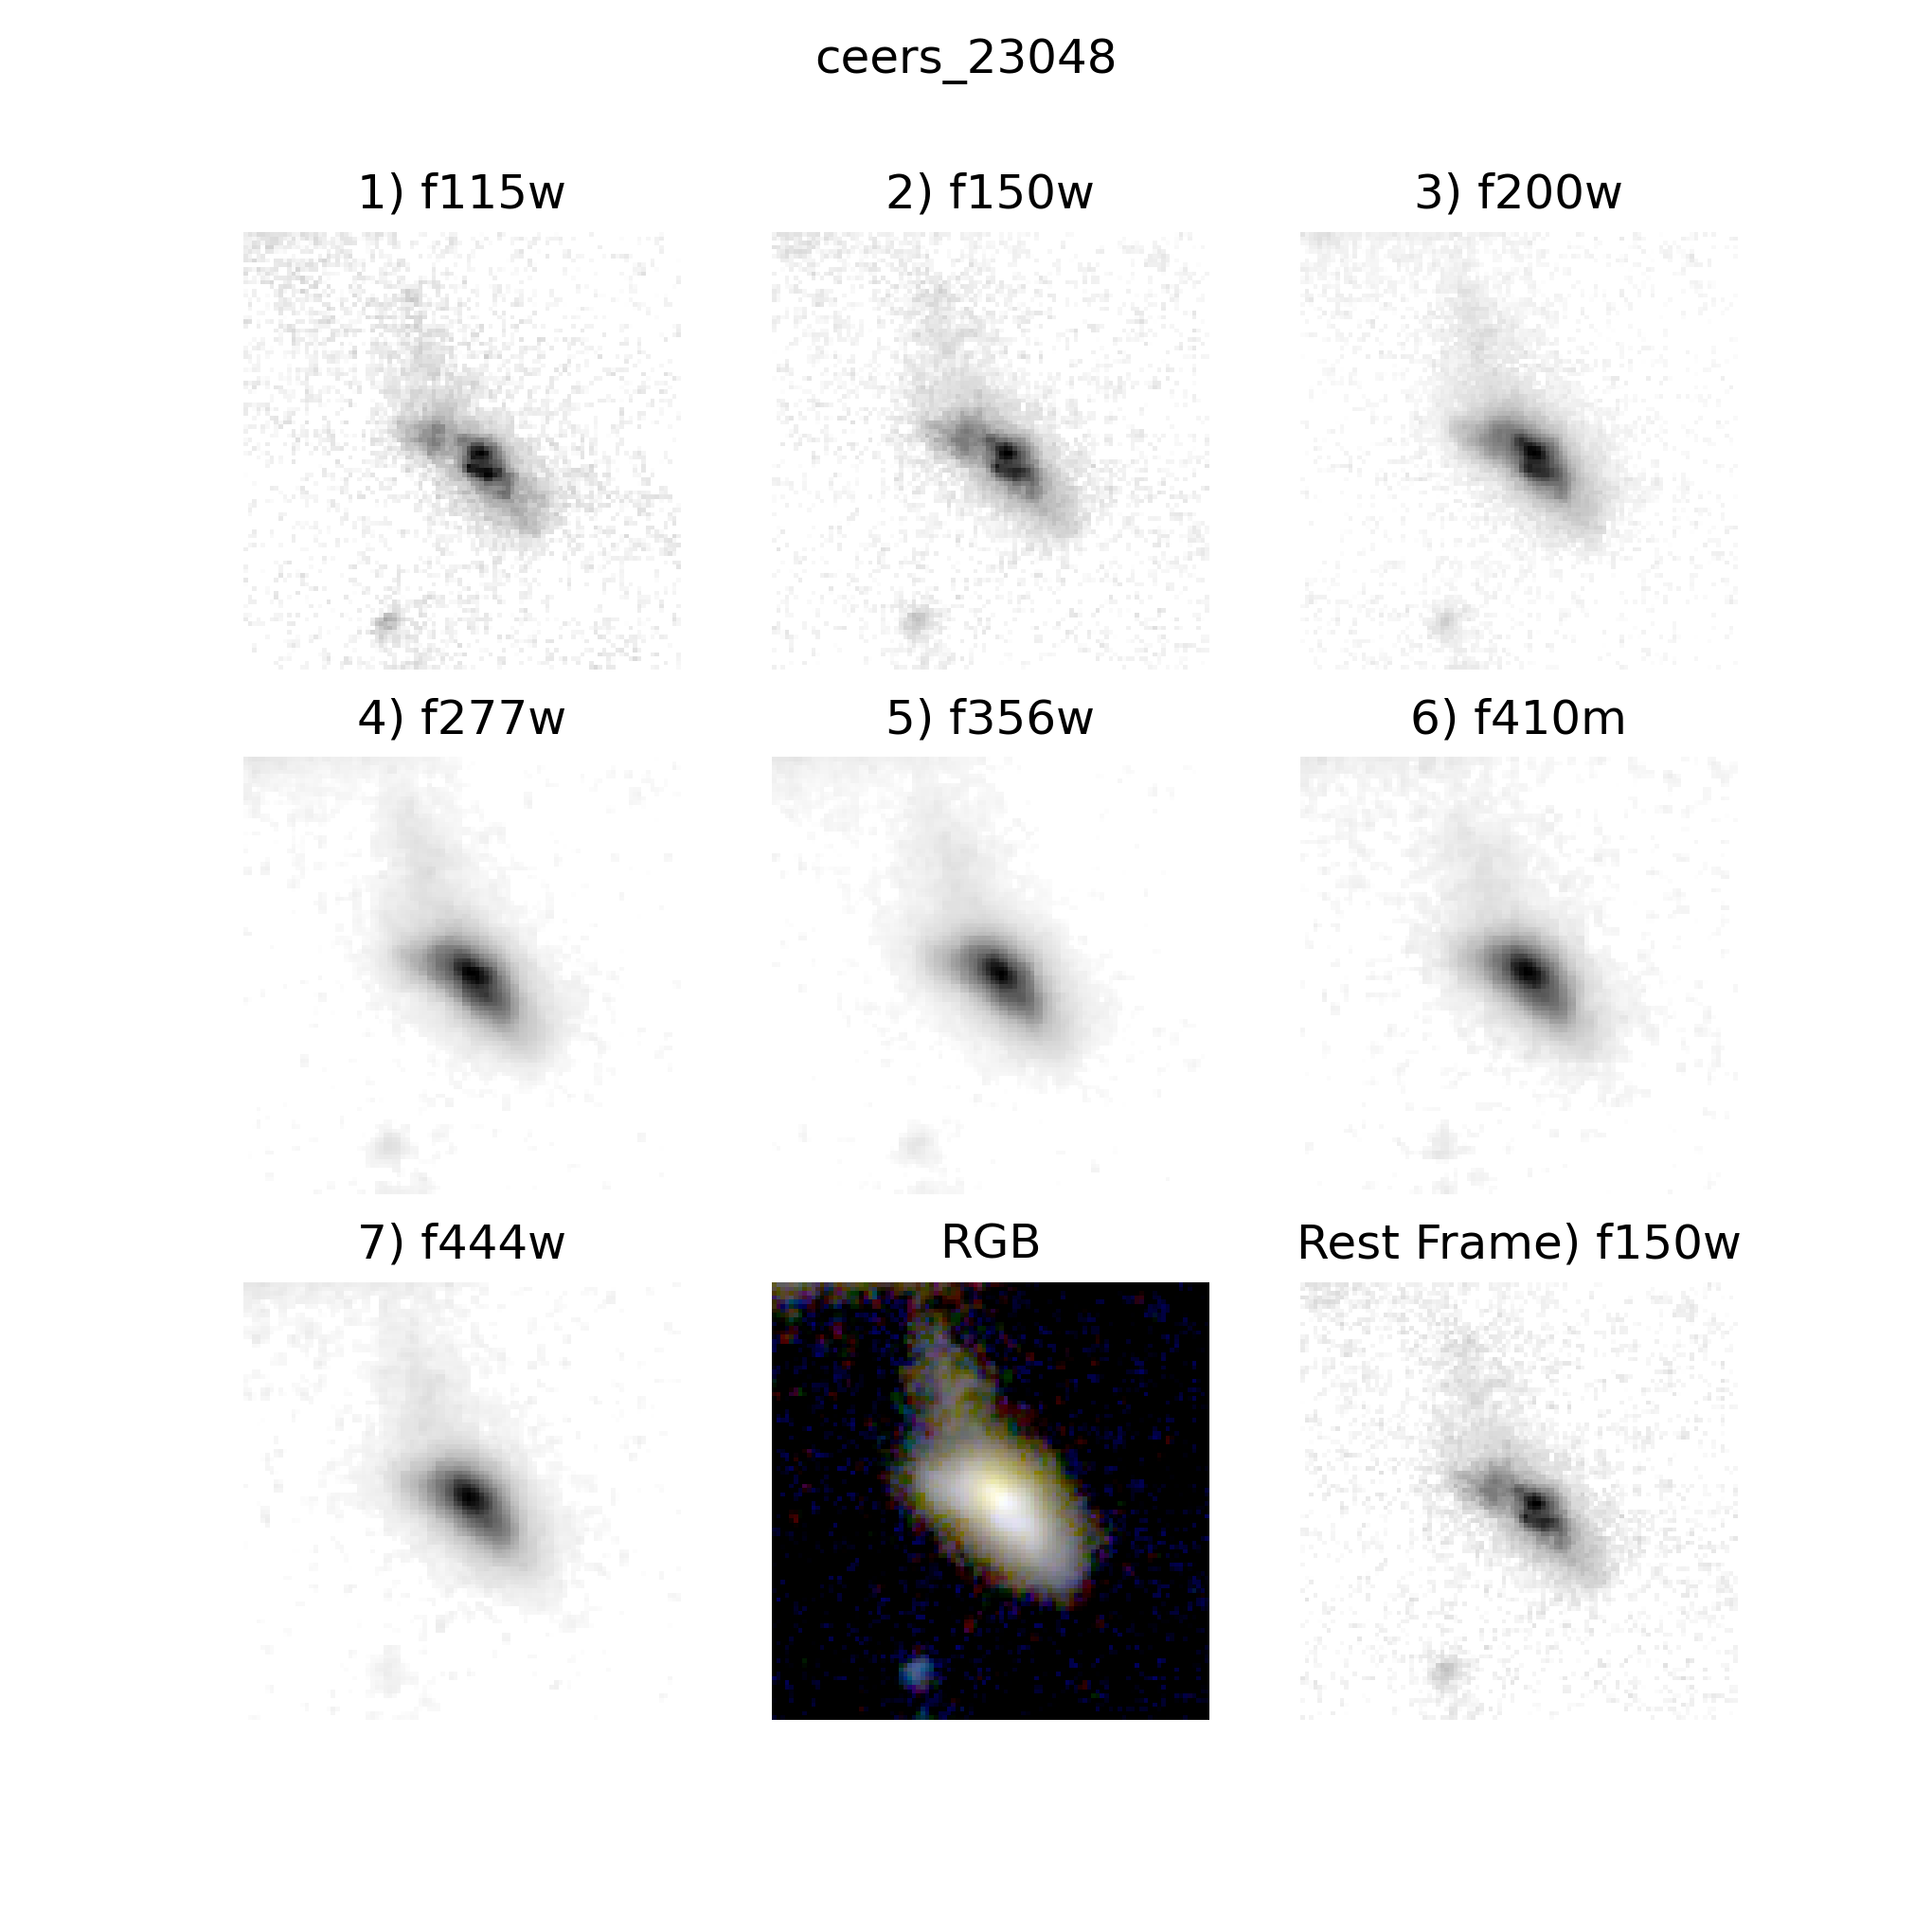 ceers_23048
1) f115w
2) f150w
3) f200w
4) f277w
5) f356w
6) f410m
7) f444w
RGB
Rest Frame) f150w